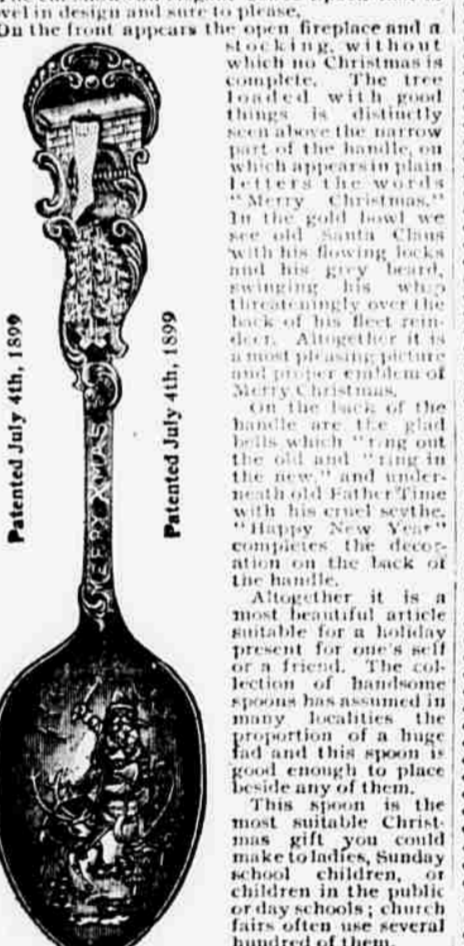 vel in design and sure to please.
On the front appears the open fireplace and a
stocking, without
which no Christmas is
complete. The tree
loaded with good
things is distinctly
seen above the narrow
part of the handle, on
which appears in plain
letters the words
"Merry Christmas."
In the gold bowl we
see old Santa Claus
with his flowing locks
and his grey beard,
swinging his whip
threateningly over the
back of his fleet rein-
deer. Altogether it is
a most pleasing picture
and proper emblem of
Merry Christmas.
On the back of the
handle are the glad
bells which "ring out
the old and "ring in
the new," and under-
neath old Father Time
with his cruel scythe.
"Happy New Year"
completes the decor-
ation on the back of
the handle.
Altogether it is a
most beautiful article
suitable for a holiday
present for one's self
or a friend. The col-
lection of handsome
spoons has assumed in
many localities the
proportion of a huge
fad and this spoon is
good enough to place
beside any of them.
This spoon is the
most suitable Christ-
mas gift you could
make to ladies, Sunday
school children, or
children in the public
or day schools; church
fairs often use several
hundred of them.
Patented July 4th, 1899
Patented July 4th, 1899
MERRY XMAS